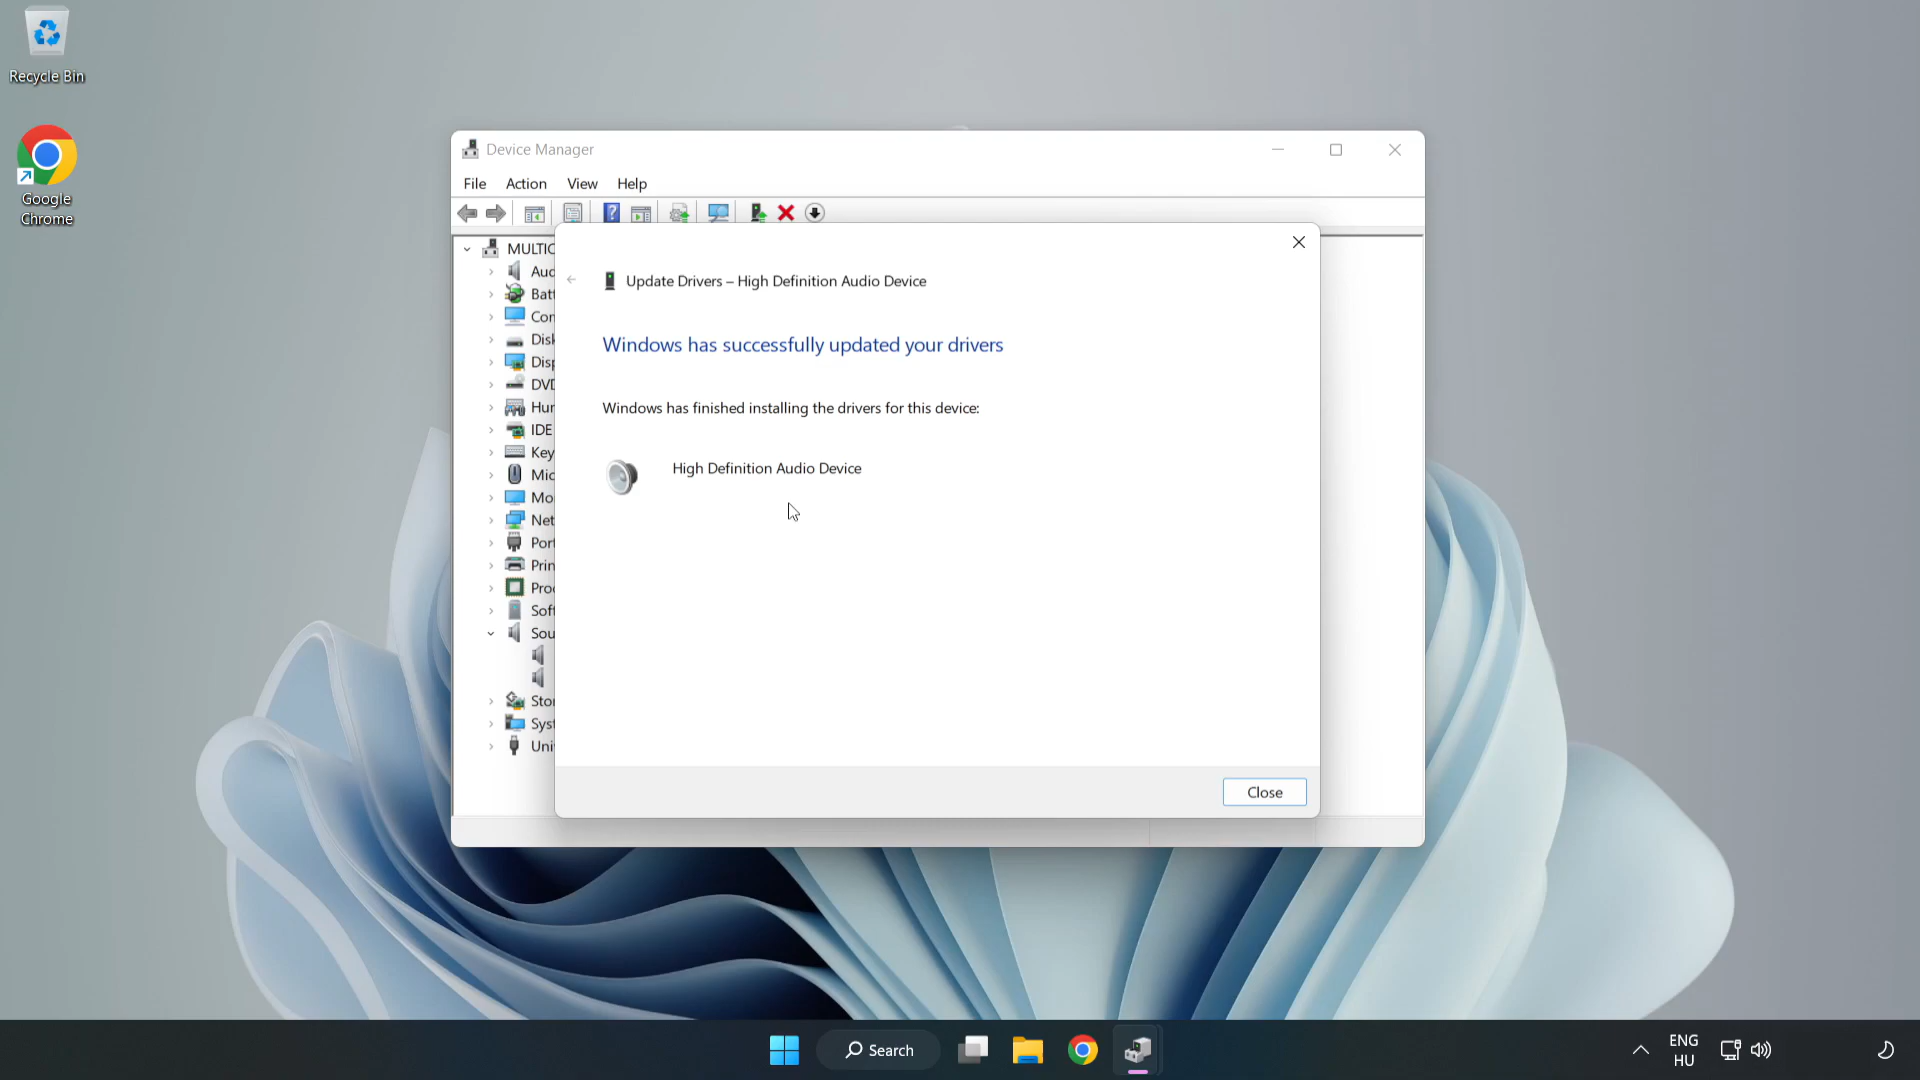 Recycle Bin
Google
Chrome
Device Manager
File Action View Help
Update Drivers – High Definition Audio Device
Windows has successfully updated your drivers
Windows has finished installing the drivers for this device:
High Definition Audio Device
Close
MULTIC
Aud
Batt
Con
Disk
Disp
DVD
Hur
IDE
Key
Mic
Mo
Net
Port
Prin
Proc
Soft
Sou
Stor
Syst
Uni
Search
ENG
HU